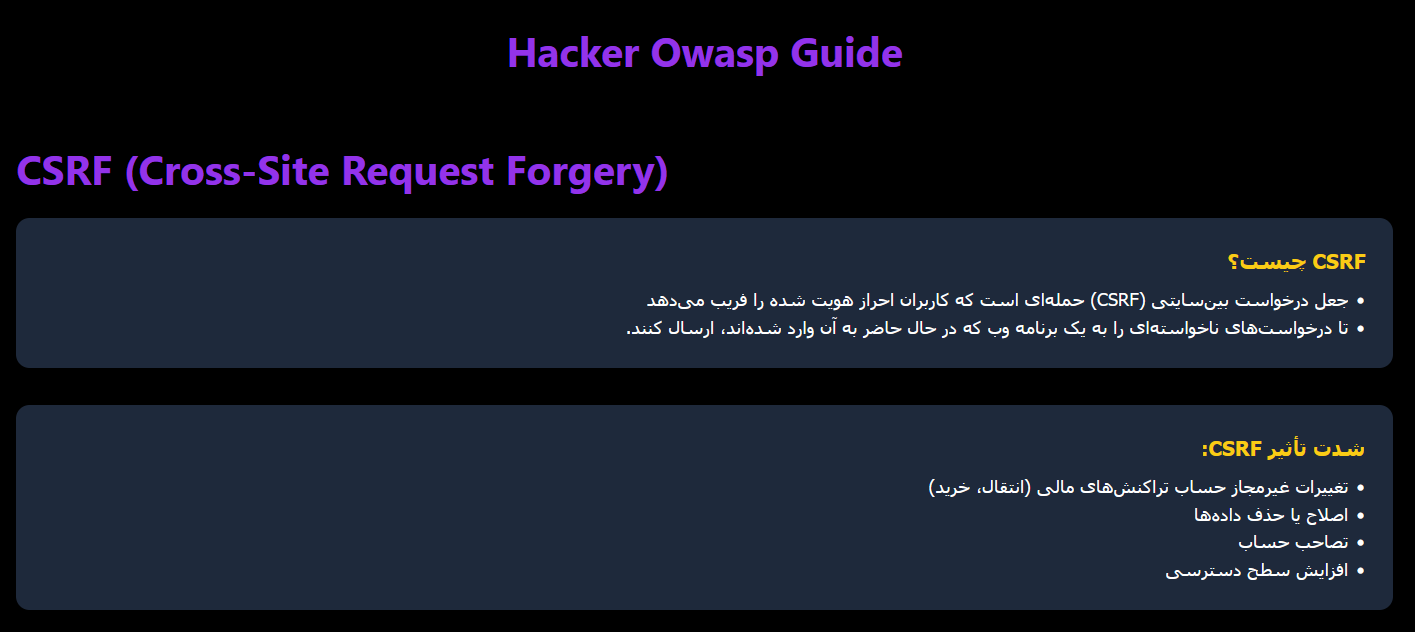 Hacker Owasp Guide
CSRF (Cross-Site Request Forgery)
CSRF چیست؟
• جعل درخواست بین‌سایتی (CSRF) حمله‌ای است که کاربران احراز هویت شده را فریب می‌دهد
• تا درخواست‌های ناخواسته‌ای را به یک برنامه وب که در حال حاضر به آن وارد شده‌اند، ارسال کنند.
شدت تأثیر CSRF:
• تغییرات غیرمجاز حساب تراکنش‌های مالی (انتقال، خرید)
• اصلاح یا حذف داده‌ها
• تصاحب حساب
• افزایش سطح دسترسی